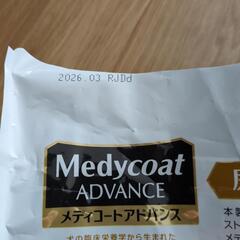 2026.03 RJDd
Medycoat
ADVANCE
メディコートアドバンス
犬の臨床栄養学から生まれた
本製
スト